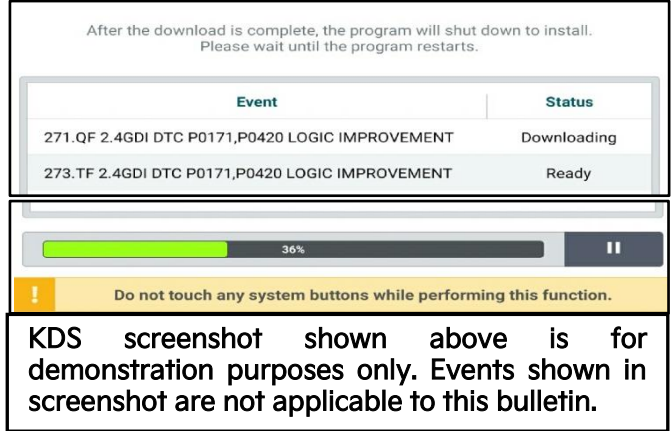 After the download is complete, the program will shut down to install.
Please wait until the program restarts.
Event Status
271.QF 2.4GDI DTC P0171,P0420 LOGIC IMPROVEMENT Downloading
273.TF 2.4GDI DTC P0171,P0420 LOGIC IMPROVEMENT Ready
36%
! Do not touch any system buttons while performing this function.
KDS screenshot shown above is for
demonstration purposes only. Events shown in
screenshot are not applicable to this bulletin.